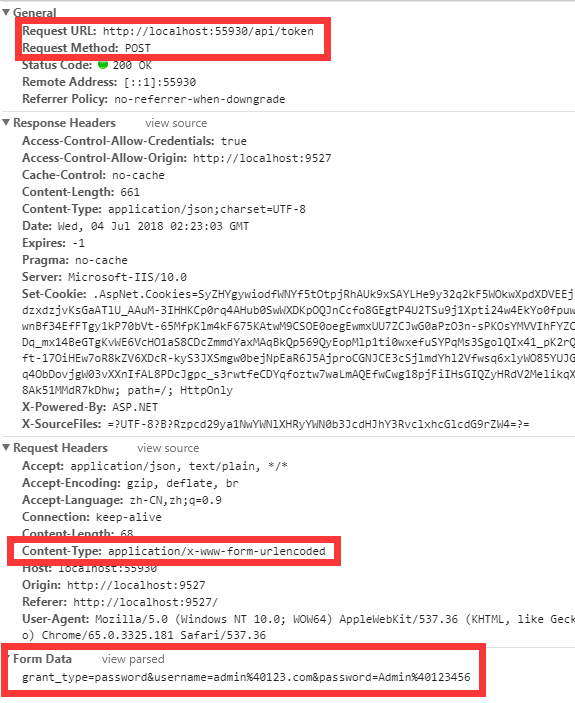 General
Request URL: http://localhost:55930/api/token
Request Method: POST
Status Code: 200 OK
Remote Address: [::1]:55930
Referrer Policy: no-referrer-when-downgrade
Response Headers view source
Access-Control-Allow-Credentials: true
Access-Control-Allow-Origin: http://localhost:9527
Cache-Control: no-cache
Content-Length: 661
Content-Type: application/json;charset=UTF-8
Date: Wed, 04 Jul 2018 02:23:03 GMT
Expires: -1
Pragma: no-cache
Server: Microsoft-IIS/10.0
Set-Cookie: .AspNet.Cookies=SyZHYgywiodfWNYf5tOtpjRhAUk9xSAYLHe9y32q2kF5WOkwXpdXDVEEj
dzxdzjvKsGaATlU_AAuM-3IHHKCp0rq4AHub0SwWXDKpOQJnCcfo8GEgtP4U2TSu9j1Xpti24w4EkYo0fpuw
wnBf34EfFTgy1kP70bVt-65MfpKlm4kF675KAtwM9CSOE0oegEwmxUU7ZCJwG0aPzO3n-sPKOsYMVVIhFYZC
Dq_mx14BeGTgKvWE6VcHO1aS8CDcZmmdYaxMAqBkQp569QyEopMlp1ti0wxefuSYPqMs3SgolQIx41_pK2rQ
ft-17OiHEw7oR8kZV6XDcR-kyS3JXSmgw0bejNpEaR6J5AjproCGNJCE3cSjlmdYhl2Vfwsq6xlyWO85YUJG
q4ObDovjgW03vXXnIfAL8PDcJgpc_s3rwtfeCDYqfoztw7waLmAQEfwCwg18pjFiIHsGIQZyHRdV2MelikqX
8Ak51MMdR7kDhw; path=/; HttpOnly
X-Powered-By: ASP.NET
X-SourceFiles: =?UTF-8?B?Rzpcd29ya1NwYWNlXHRyYWN0b3JcdHJhY3RvclxhcGlcdG9rZW4=?=
Request Headers view source
Accept: application/json, text/plain, */*
Accept-Encoding: gzip, deflate, br
Accept-Language: zh-CN,zh;q=0.9
Connection: keep-alive
Content-Length: 68
Content-Type: application/x-www-form-urlencoded
Host: localhost:55930
Origin: http://localhost:9527
Referer: http://localhost:9527/
User-Agent: Mozilla/5.0 (Windows NT 10.0; WOW64) AppleWebKit/537.36 (KHTML, like Geck
o) Chrome/65.0.3325.181 Safari/537.36
Form Data view parsed
grant_type=password&username=admin%40123.com&password=Admin%40123456